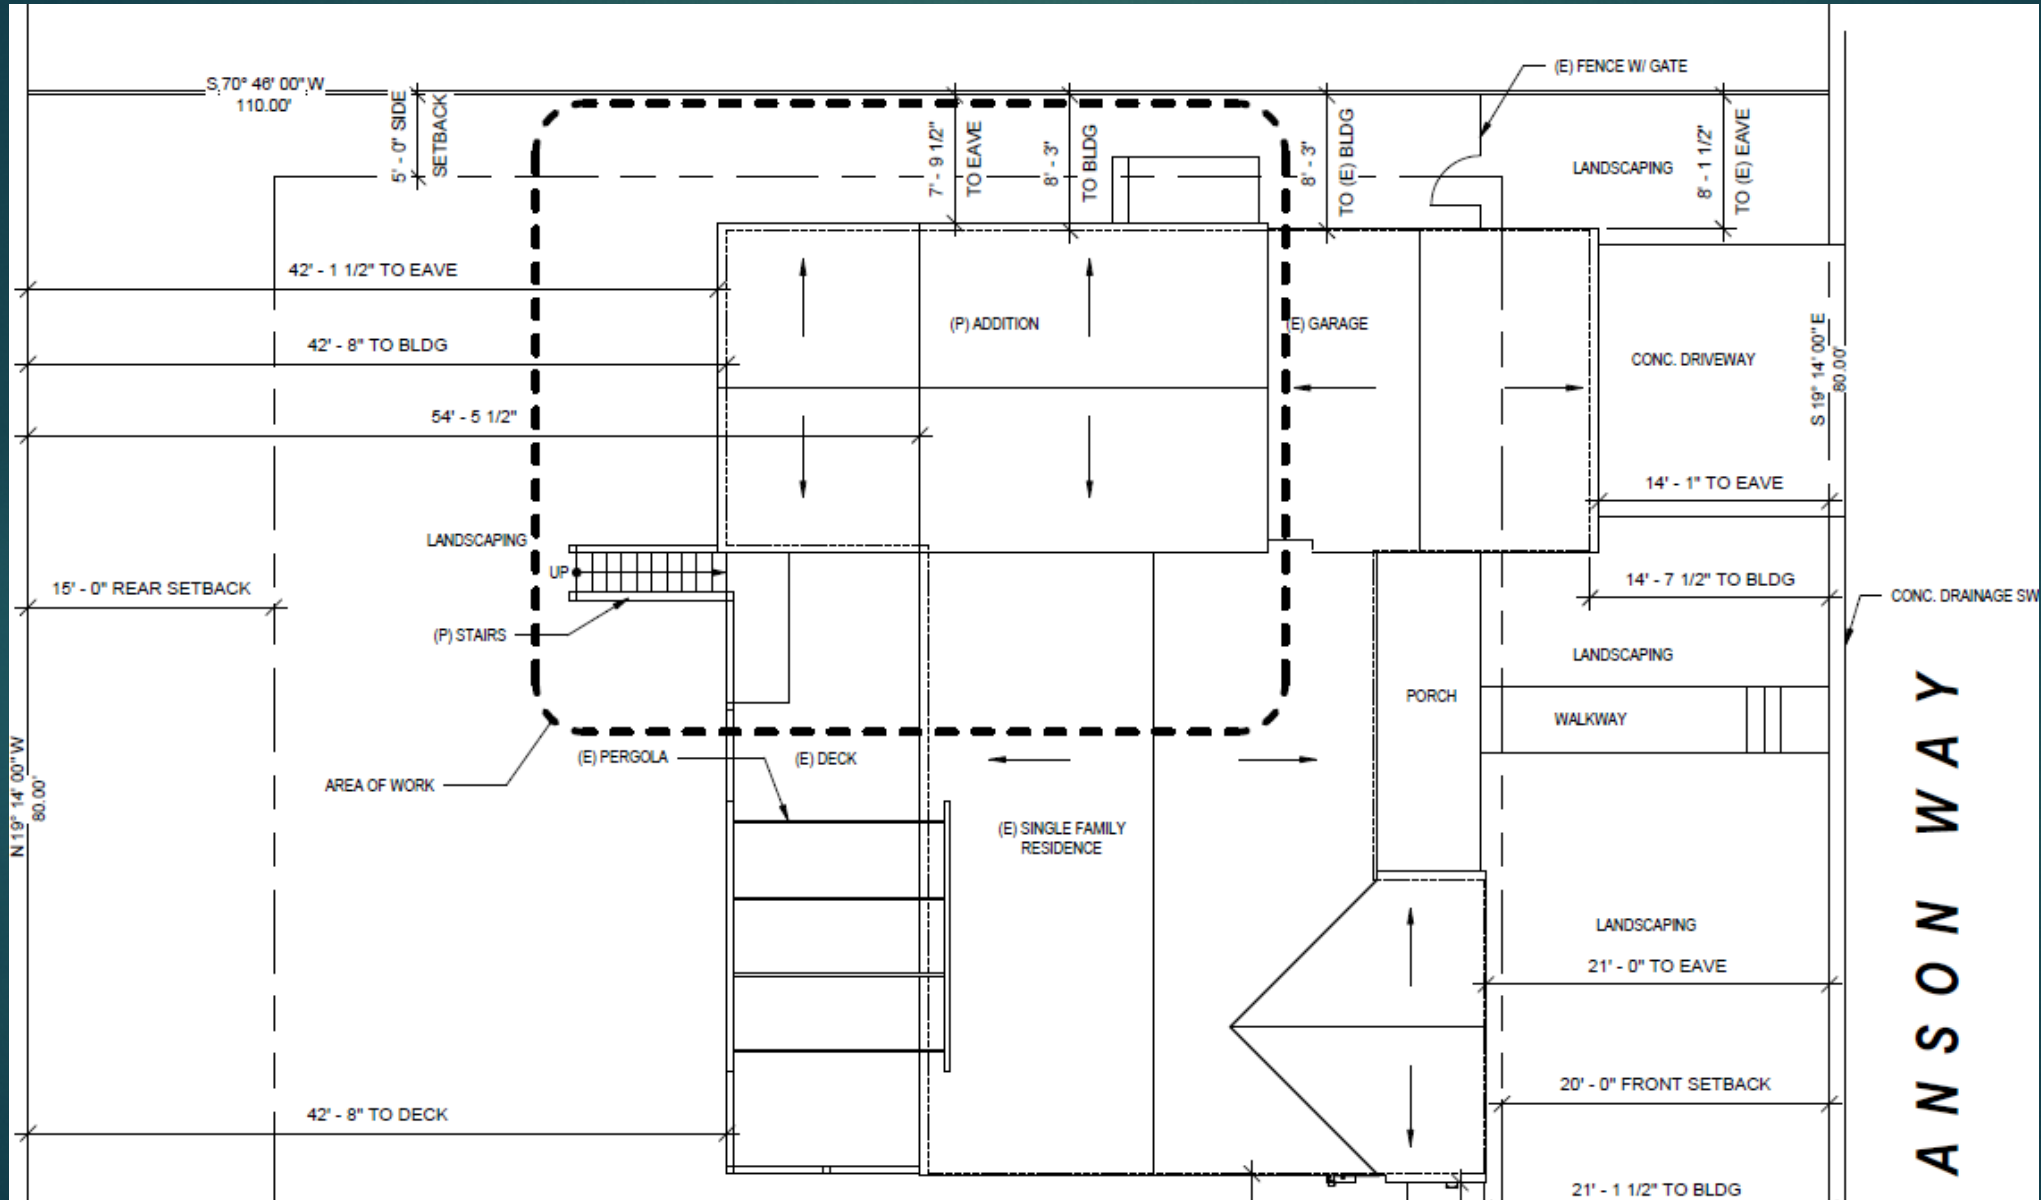 (E) FENCE W/ GATE
S 70° 46' 00" W
110.00'
5' - 0" SIDE
SETBACK
7' - 9 1/2"
TO EAVE
8' - 3"
TO BLDG
8' - 3"
TO (E) BLDG
LANDSCAPING
8' - 1 1/2"
TO (E) EAVE
42' - 1 1/2" TO EAVE
(P) ADDITION
(E) GARAGE
42' - 8" TO BLDG
CONC. DRIVEWAY
S 19° 14' 00" E
80.00'
54' - 5 1/2"
14' - 1" TO EAVE
LANDSCAPING
UP
15' - 0" REAR SETBACK
14' - 7 1/2" TO BLDG
CONC. DRAINAGE SW
(P) STAIRS
LANDSCAPING
PORCH
WALKWAY
(E) PERGOLA
(E) DECK
AREA OF WORK
N 19° 14' 00" W
80.00'
(E) SINGLE FAMILY
RESIDENCE
LANDSCAPING
21' - 0" TO EAVE
20' - 0" FRONT SETBACK
42' - 8" TO DECK
21' - 1 1/2" TO BLDG
ANSON WAY